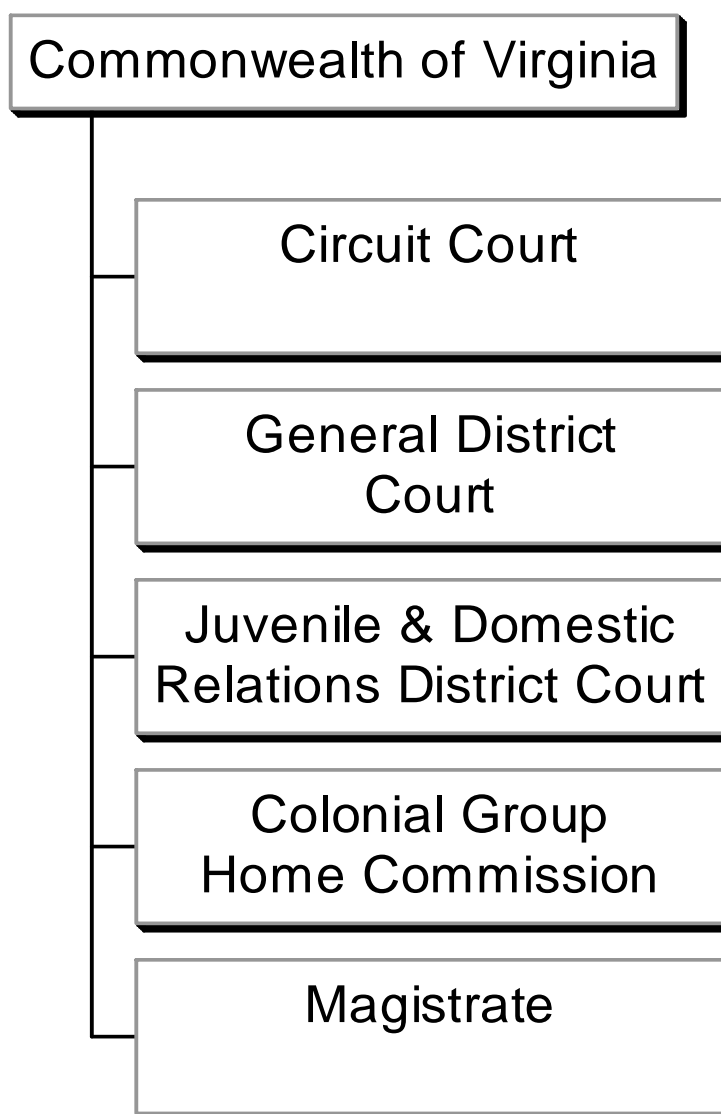 Commonwealth of Virginia
Circuit Court
General District
Court
Juvenile & Domestic
Relations District Court
Colonial Group
Home Commission
Magistrate